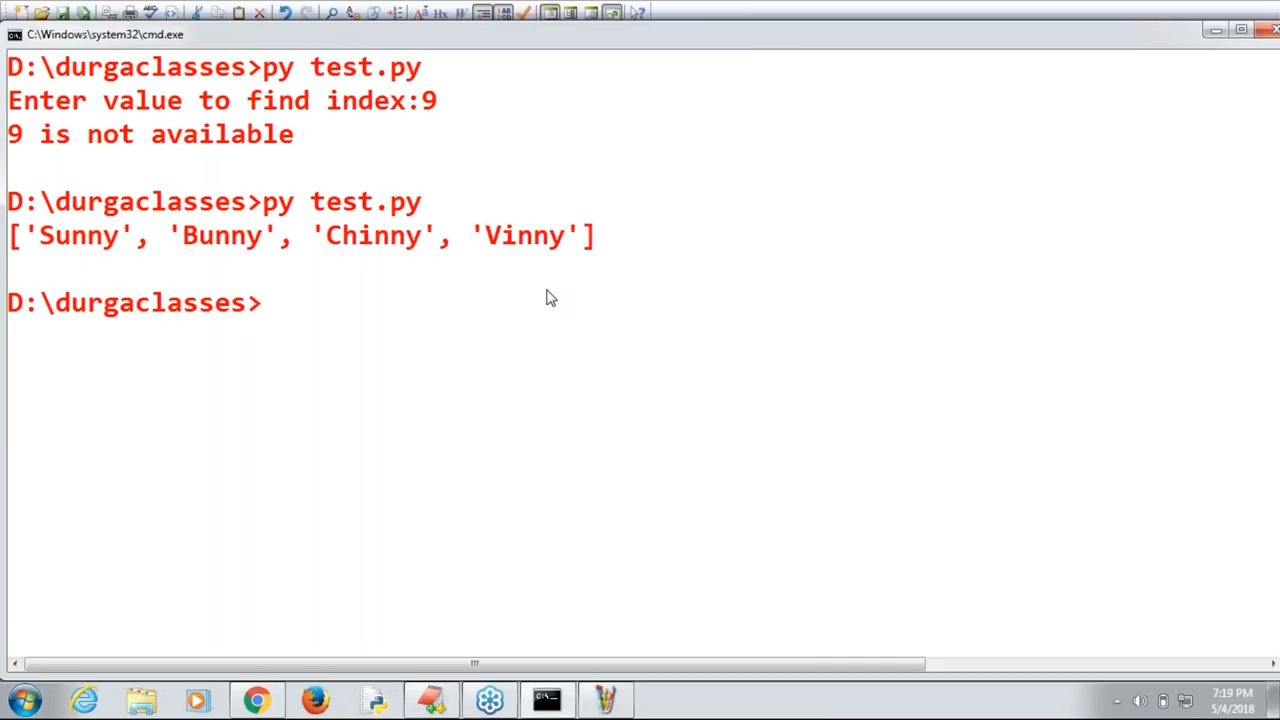 C:\Windows\system32\cmd.exe
D:\durgaclasses>py test.py
Enter value to find index:9
9 is not available
D:\durgaclasses>py test.py
['Sunny', 'Bunny', 'Chinny', 'Vinny']
D:\durgaclasses>
7:19 PM
5/4/2018